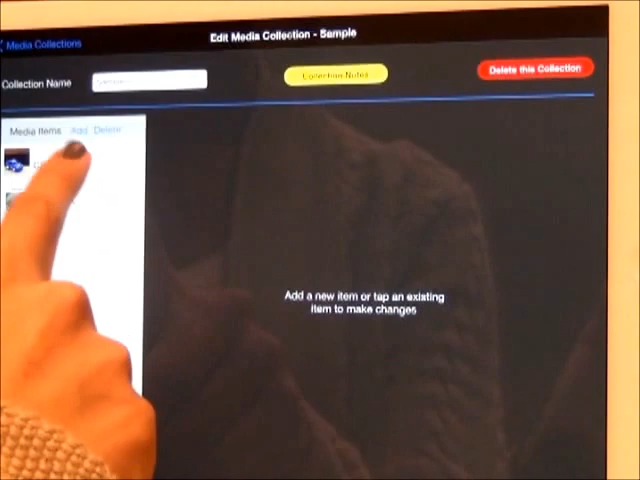 Edit Media Collection - Sample
Media Collections
Collection Name
Sample
Collection Notes
Delete this Collection
Media Items Add Delete
Add a new item or tap an existing
item to make changes